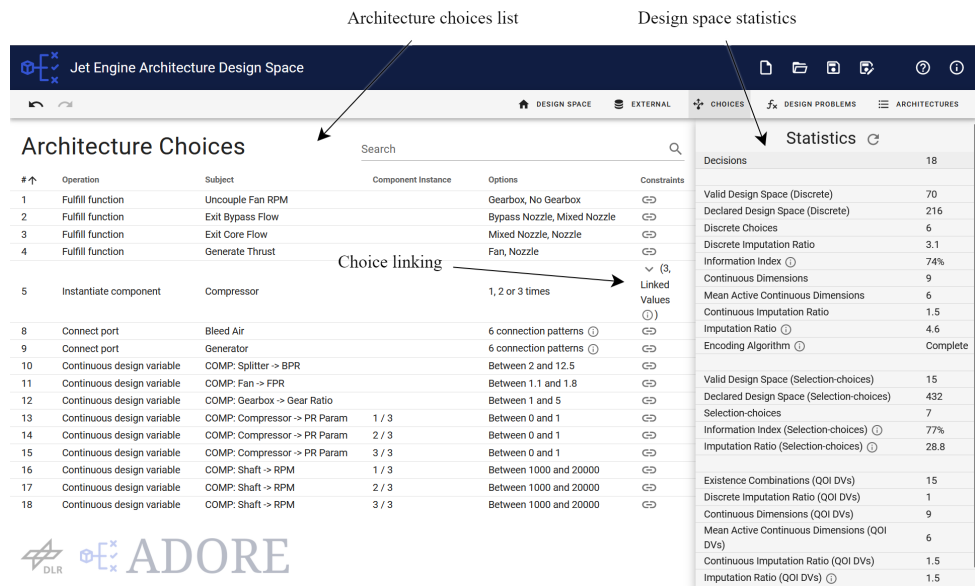 Architecture choices list
Design space statistics
Jet Engine Architecture Design Space
DESIGN SPACE
EXTERNAL
CHOICES
fx DESIGN PROBLEMS
ARCHITECTURES
Architecture Choices
Search
# Operation Subject Component Instance Options Constraints
1 Fulfill function Uncouple Fan RPM Gearbox, No Gearbox
2 Fulfill function Exit Bypass Flow Bypass Nozzle, Mixed Nozzle
3 Fulfill function Exit Core Flow Mixed Nozzle, Nozzle
4 Fulfill function Generate Thrust Fan, Nozzle
Choice linking
5 Instantiate component Compressor 1, 2 or 3 times (3,
Linked
Values
)
8 Connect port Bleed Air 6 connection patterns
9 Connect port Generator 6 connection patterns
10 Continuous design variable COMP: Splitter -> BPR Between 2 and 12.5
11 Continuous design variable COMP: Fan -> FPR Between 1.1 and 1.8
12 Continuous design variable COMP: Gearbox -> Gear Ratio Between 1 and 5
13 Continuous design variable COMP: Compressor -> PR Param 1 / 3 Between 0 and 1
14 Continuous design variable COMP: Compressor -> PR Param 2 / 3 Between 0 and 1
15 Continuous design variable COMP: Compressor -> PR Param 3 / 3 Between 0 and 1
16 Continuous design variable COMP: Shaft -> RPM 1 / 3 Between 1000 and 20000
17 Continuous design variable COMP: Shaft -> RPM 2 / 3 Between 1000 and 20000
18 Continuous design variable COMP: Shaft -> RPM 3 / 3 Between 1000 and 20000
DLR
ADORE
Statistics
Decisions 18
Valid Design Space (Discrete) 70
Declared Design Space (Discrete) 216
Discrete Choices 6
Discrete Imputation Ratio 3.1
Information Index 74%
Continuous Dimensions 9
Mean Active Continuous Dimensions 6
Continuous Imputation Ratio 1.5
Imputation Ratio 4.6
Encoding Algorithm Complete
Valid Design Space (Selection-choices) 15
Declared Design Space (Selection-choices) 432
Selection-choices 7
Information Index (Selection-choices) 77%
Imputation Ratio (Selection-choices) 28.8
Existence Combinations (QOI DVs) 15
Discrete Imputation Ratio (QOI DVs) 1
Continuous Dimensions (QOI DVs) 9
Mean Active Continuous Dimensions (QOI
DVs) 6
Continuous Imputation Ratio (QOI DVs) 1.5
Imputation Ratio (QOI DVs) 1.5